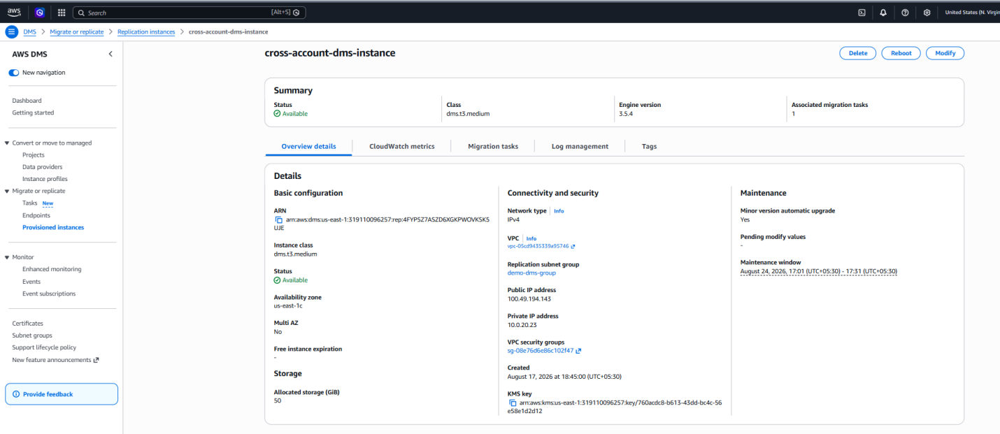 aws
Search
[Alt+S]
United States (N. Virgin
DMS > Migrate or replicate > Replication instances > cross-account-dms-instance
AWS DMS
New navigation
Dashboard
Getting started
Convert or move to managed
Projects
Data providers
Instance profiles
Migrate or replicate
Tasks New
Endpoints
Provisioned instances
Monitor
Enhanced monitoring
Events
Event subscriptions
Certificates
Subnet groups
Support lifecycle policy
New feature announcements
Provide feedback
cross-account-dms-instance
Delete
Reboot
Modify
Summary
Status
Available
Class
dms.t3.medium
Engine version
3.5.4
Associated migration tasks
1
Overview details
CloudWatch metrics
Migration tasks
Log management
Tags
Details
Basic configuration
ARN
arn:aws:dms:us-east-1:319110096257:rep:4FYP5Z7ASZD6XGKPWOVKSK5
UJE
Instance class
dms.t3.medium
Status
Available
Availability zone
us-east-1c
Multi AZ
No
Free instance expiration
-
Storage
Allocated storage (GiB)
50
Connectivity and security
Network type Info
IPv4
VPC Info
vpc-05cd9435339a95746
Replication subnet group
demo-dms-group
Public IP address
100.49.194.143
Private IP address
10.0.20.23
VPC security groups
sg-08e76d6e86c102f47
Created
August 17, 2026 at 18:45:00 (UTC+05:30)
KMS key
arn:aws:kms:us-east-1:319110096257:key/760acdc8-b613-43dd-bc4c-56
e58e1d2d12
Maintenance
Minor version automatic upgrade
Yes
Pending modify values
-
Maintenance window
August 24, 2026, 17:01 (UTC+05:30) - 17:31 (UTC+05:30)